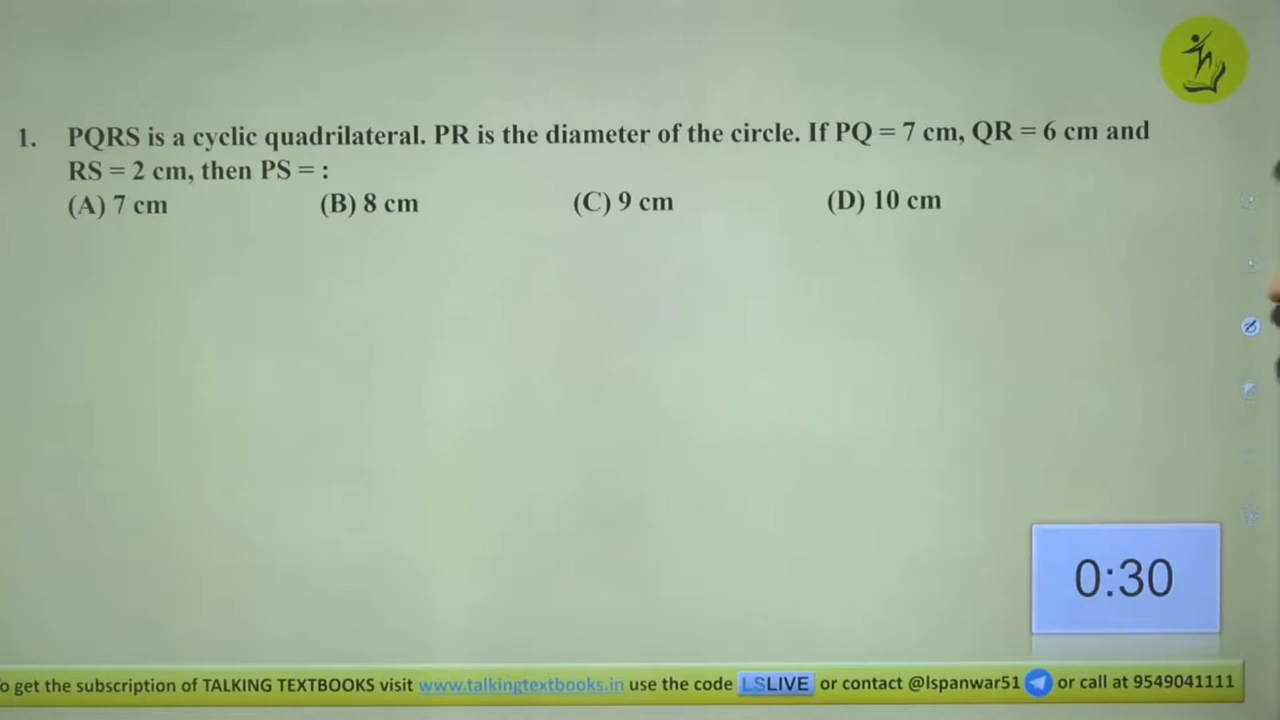 1. PQRS is a cyclic quadrilateral. PR is the diameter of the circle. If PQ = 7 cm, QR = 6 cm and
RS = 2 cm, then PS = :
(A) 7 cm (B) 8 cm (C) 9 cm (D) 10 cm
0:30
o get the subscription of TALKING TEXTBOOKS visit www.talkingtextbooks.in use the code LSLIVE or contact @lspanwar51 or call at 9549041111